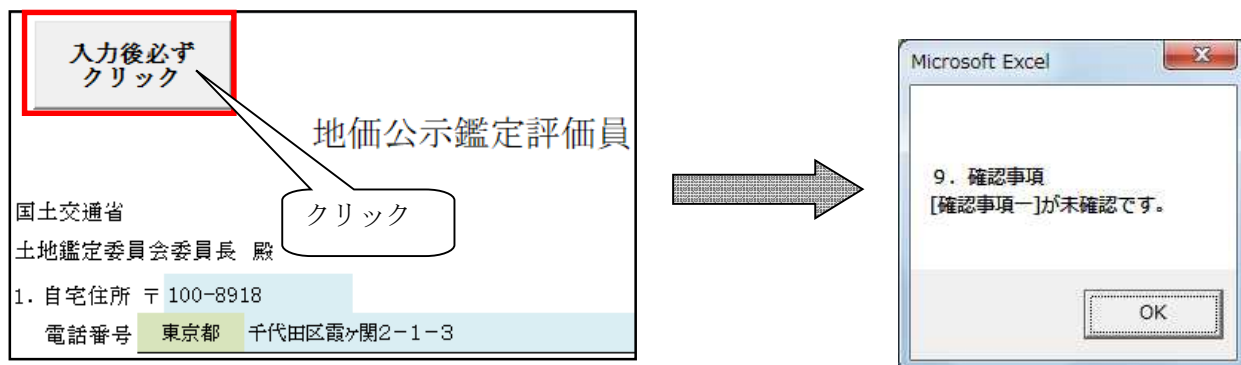 入力後必ず
クリック
地価公示鑑定評価員
クリック
国土交通省
土地鑑定委員会委員長 殿
1. 自宅住所 〒 100-8918
電話番号 東京都 千代田区霞ヶ関2-1-3
Microsoft Excel
9. 確認事項
[確認事項一]が未確認です。
OK